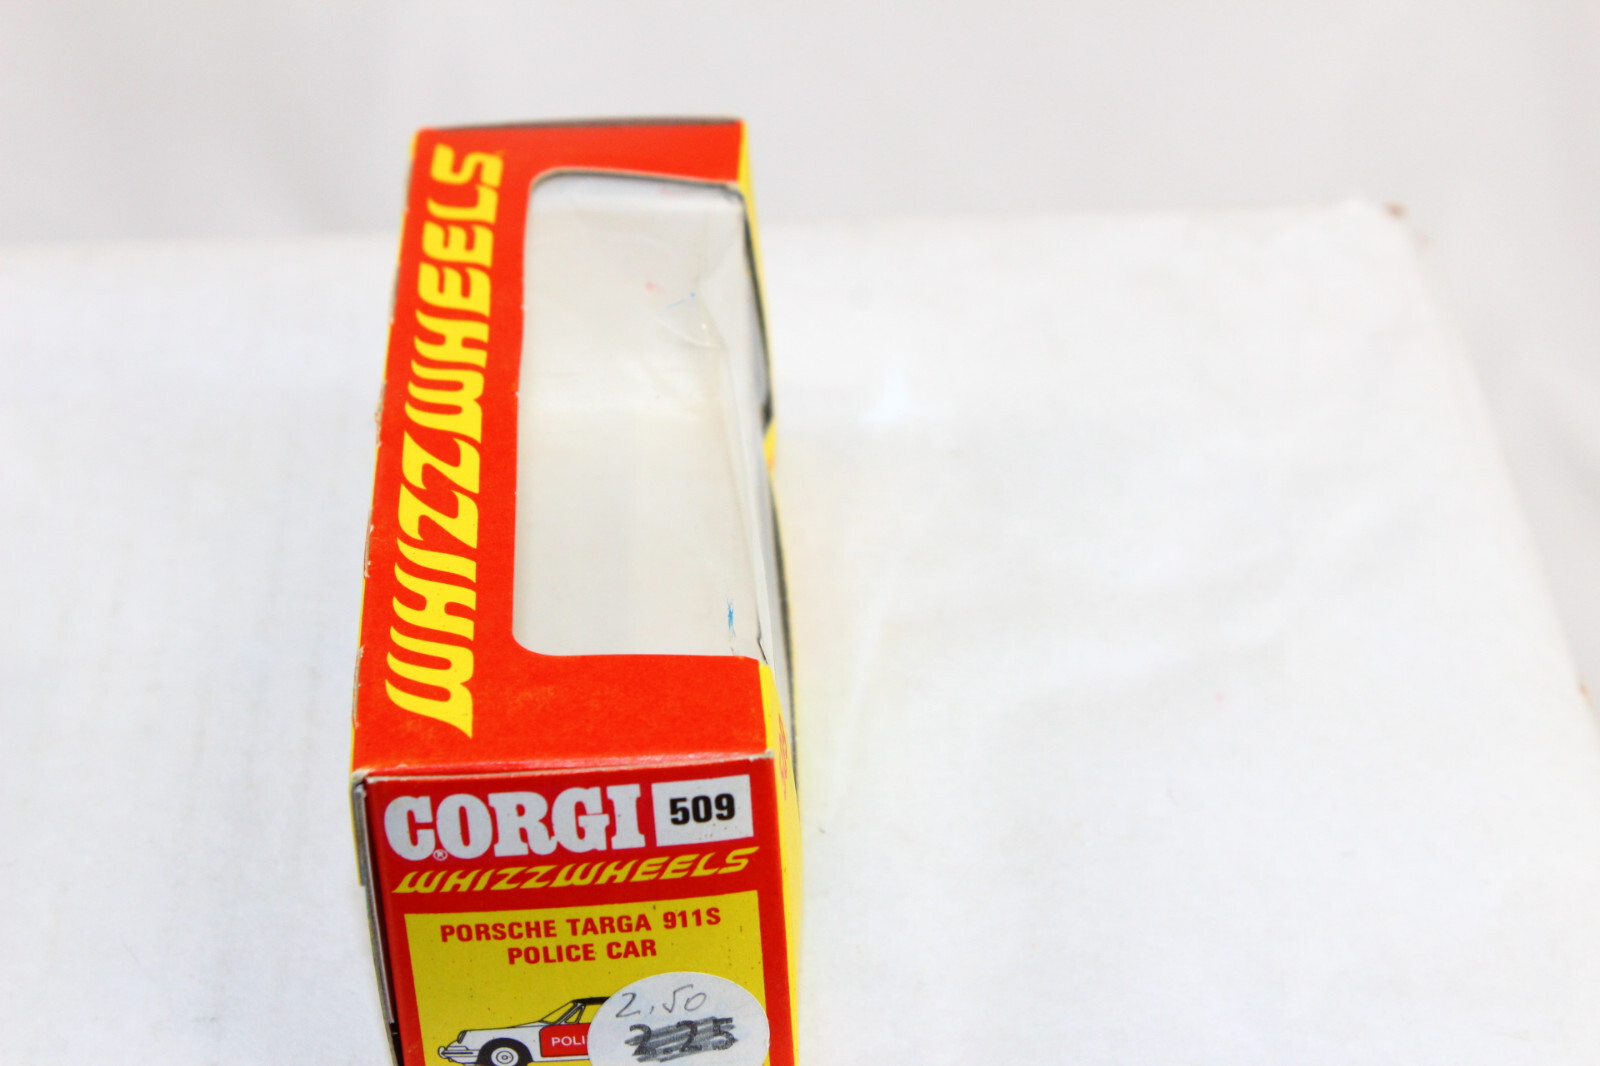 WHIZZWHEELS
CORGI® 509
WHIZZWHEELS
PORSCHE TARGA 911S
POLICE CAR
POLI
2.50
2.25